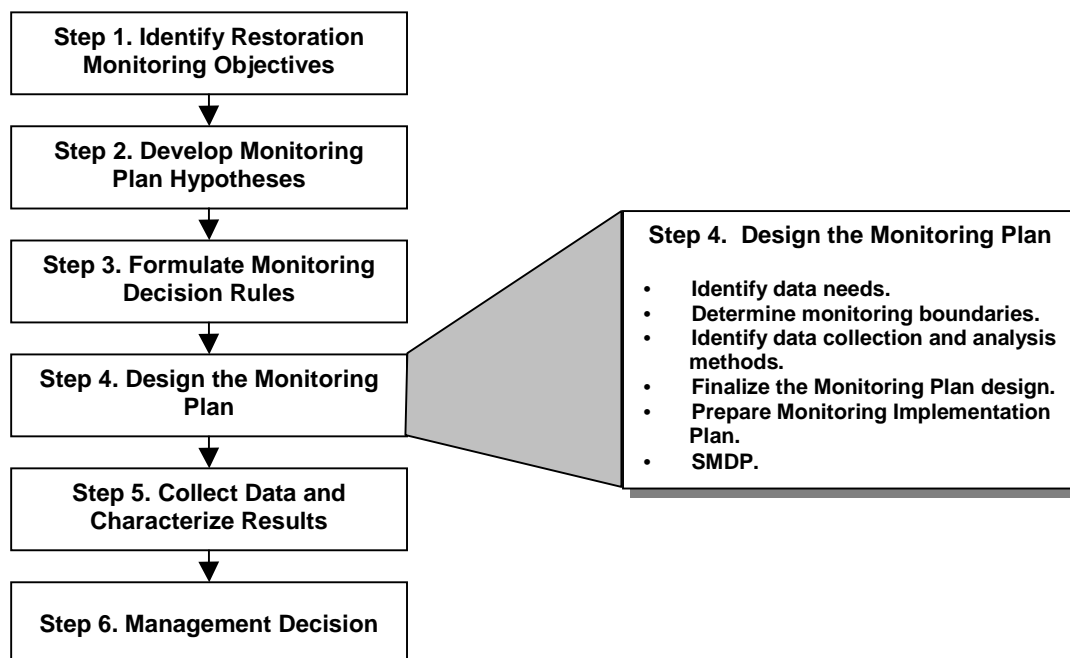 Step 1. Identify Restoration
Monitoring Objectives
Step 2. Develop Monitoring
Plan Hypotheses
Step 3. Formulate Monitoring
Decision Rules
Step 4. Design the Monitoring
Plan
Step 5. Collect Data and
Characterize Results
Step 6. Management Decision
Step 4. Design the Monitoring Plan
• Identify data needs.
• Determine monitoring boundaries.
• Identify data collection and analysis
methods.
• Finalize the Monitoring Plan design.
• Prepare Monitoring Implementation
Plan.
• SMDP.